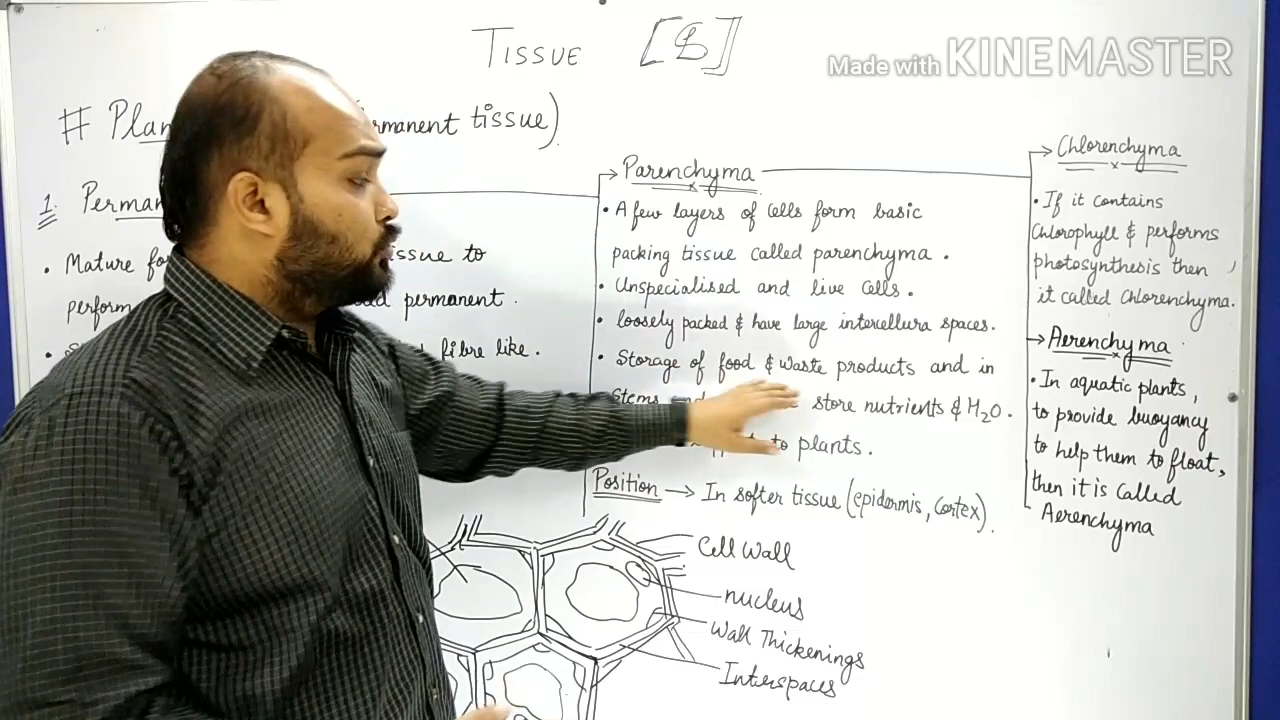 TISSUE
Made with KINEMASTER
# Plan rmanent tissue)
1. Perman
• Mature fo issue to
perform permanent .
fibre like .
Parenchyma
• A few layers of cells form basic
packing tissue called parenchyma .
• Unspecialised and live cells .
• loosely packed & have large intercellura spaces.
• Storage of food & waste products and in
Stems store nutrients & H₂O .
to plants .
Position → In softer tissue (epidermis, cortex) .
Cell Wall
nucleus
Wall Thickenings
Interspaces
→ Chlorenchyma
• If it contains
Chlorophyll & performs
photosynthesis then
it called Chlorenchyma.
→ Aerenchyma
• In aquatic plants,
to provide buoyancy
to help them to float,
then it is called
Aerenchyma